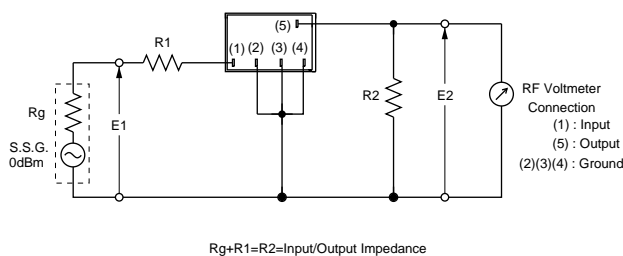 (5)
R1
(1) (2) (3) (4)
Rg
S.S.G.
0dBm
E1
R2
E2
RF Voltmeter
Connection
(1) : Input
(5) : Output
(2)(3)(4) : Ground
Rg+R1=R2=Input/Output Impedance